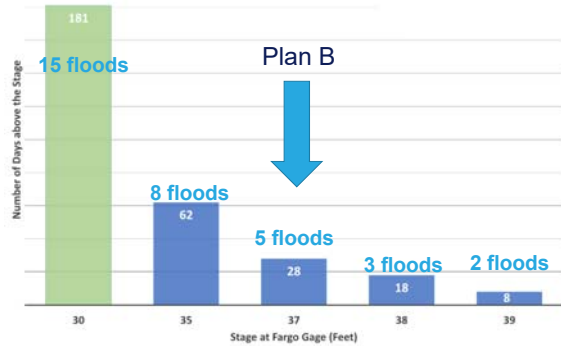 181
15 floods
Plan B
8 floods
62
5 floods
28
3 floods
18
2 floods
8
Number of Days above the Stage
30 35 37 38 39
Stage at Fargo Gage (Feet)